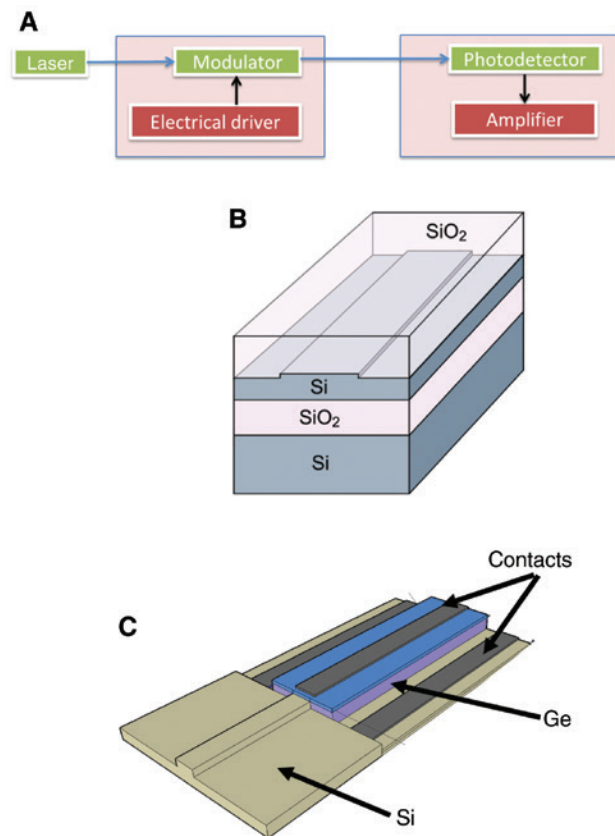 A
Laser
Modulator
Photodetector
Electrical driver
Amplifier
B
SiO₂
Si
SiO₂
Si
Contacts
C
Ge
Si